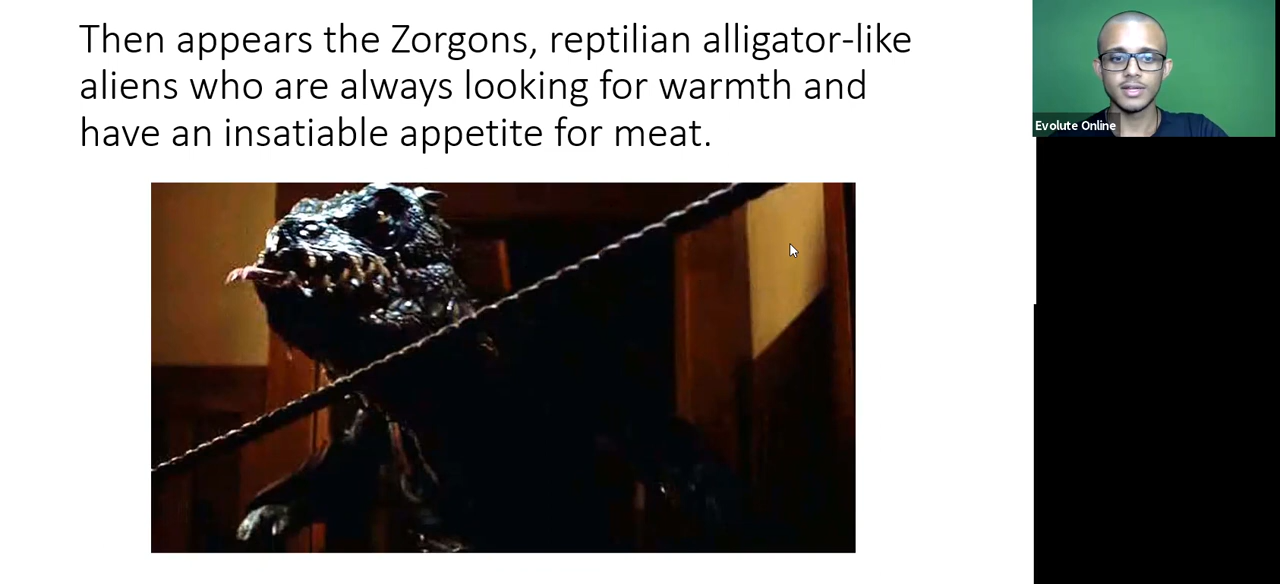 Then appears the Zorgons, reptilian alligator-like
aliens who are always looking for warmth and
have an insatiable appetite for meat.
Evolute Online